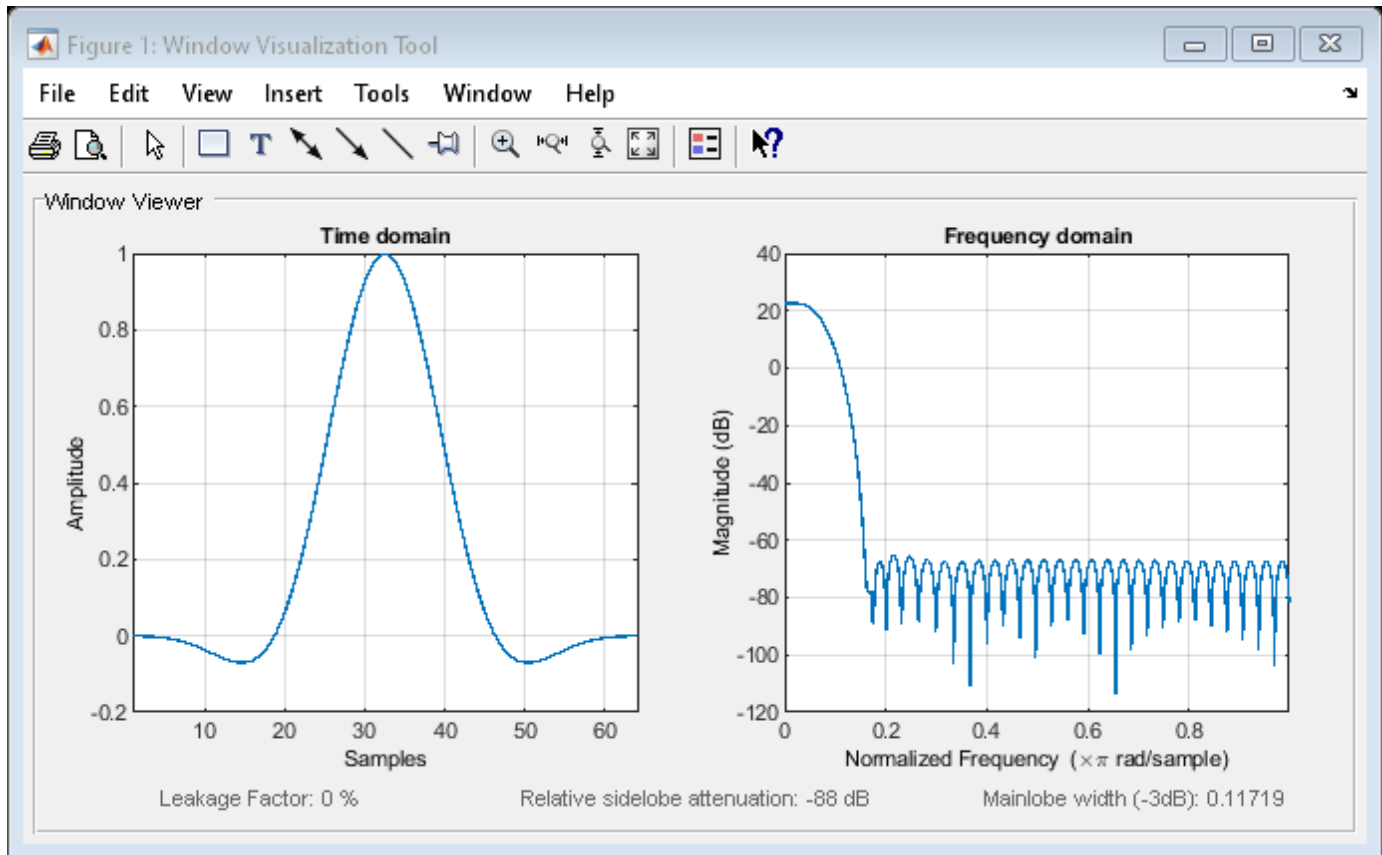 Figure 1: Window Visualization Tool
File Edit View Insert Tools Window Help
T
?
Window Viewer
Time domain
1
0.8
0.6
0.4
0.2
0
-0.2
Amplitude
10 20 30 40 50 60
Samples
Frequency domain
40
20
0
-20
-40
-60
-80
-100
-120
Magnitude (dB)
0 0.2 0.4 0.6 0.8
Normalized Frequency (×π rad/sample)
Leakage Factor: 0 % Relative sidelobe attenuation: -88 dB Mainlobe width (-3dB): 0.11719